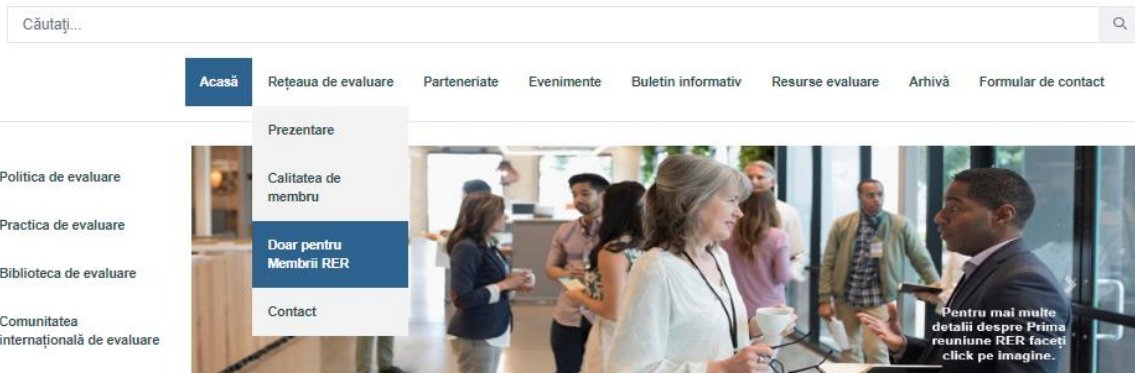 Căutați...
Acasă Rețeaua de evaluare Parteneriate Evenimente Buletin informativ Resurse evaluare Arhivă Formular de contact
Prezentare
Calitatea de
membru
Doar pentru
Membrii RER
Contact
Politica de evaluare
Practica de evaluare
Biblioteca de evaluare
Comunitatea
internațională de evaluare
Pentru mai multe
detalii despre Prima
reuniune RER faceți
click pe imagine.